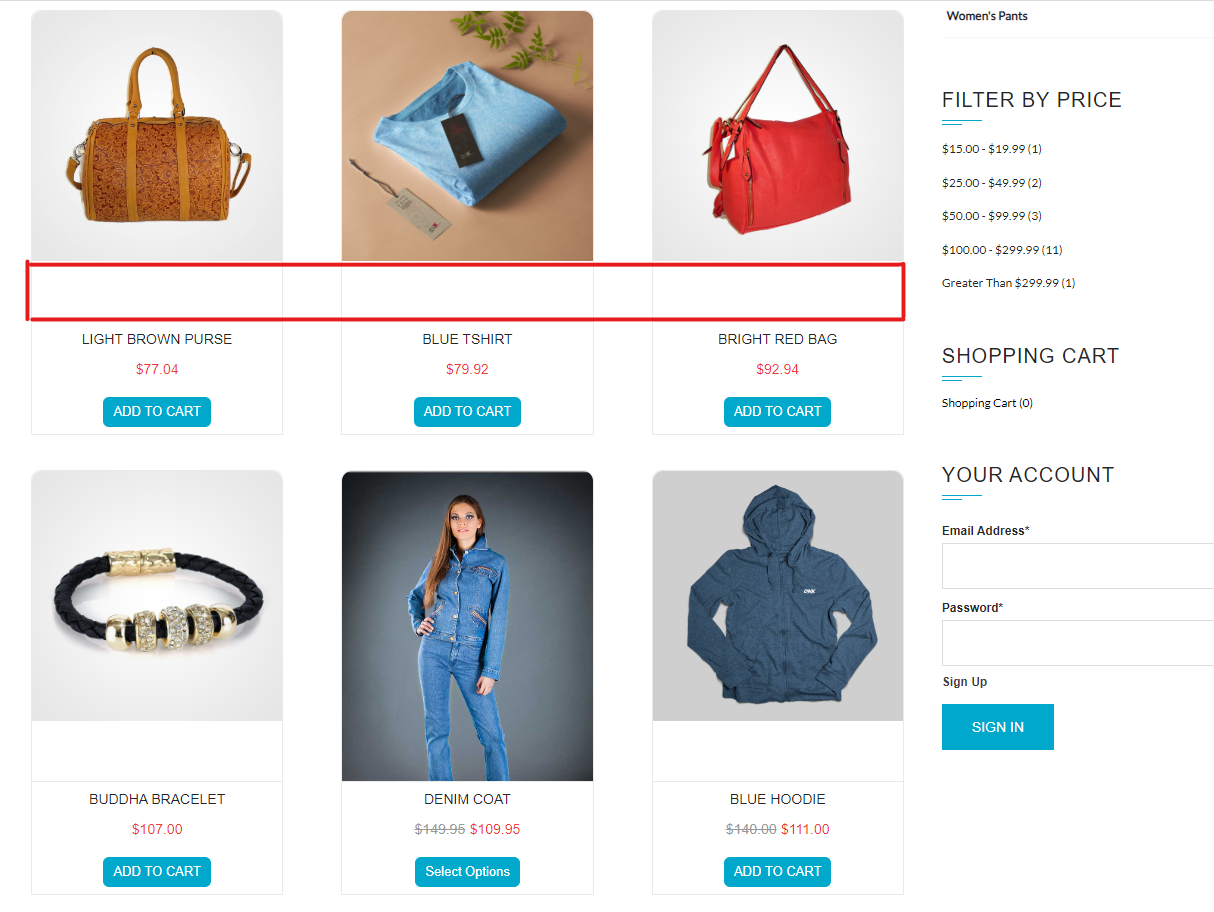 Women's Pants
LIGHT BROWN PURSE
$77.04
ADD TO CART
BLUE TSHIRT
$79.92
ADD TO CART
BRIGHT RED BAG
$92.94
ADD TO CART
BUDDHA BRACELET
$107.00
ADD TO CART
DENIM COAT
$149.95 $109.95
Select Options
BLUE HOODIE
$140.00 $111.00
ADD TO CART
FILTER BY PRICE
$15.00 - $19.99 (1)
$25.00 - $49.99 (2)
$50.00 - $99.99 (3)
$100.00 - $299.99 (11)
Greater Than $299.99 (1)
SHOPPING CART
Shopping Cart (0)
YOUR ACCOUNT
Email Address*
Password*
Sign Up
SIGN IN